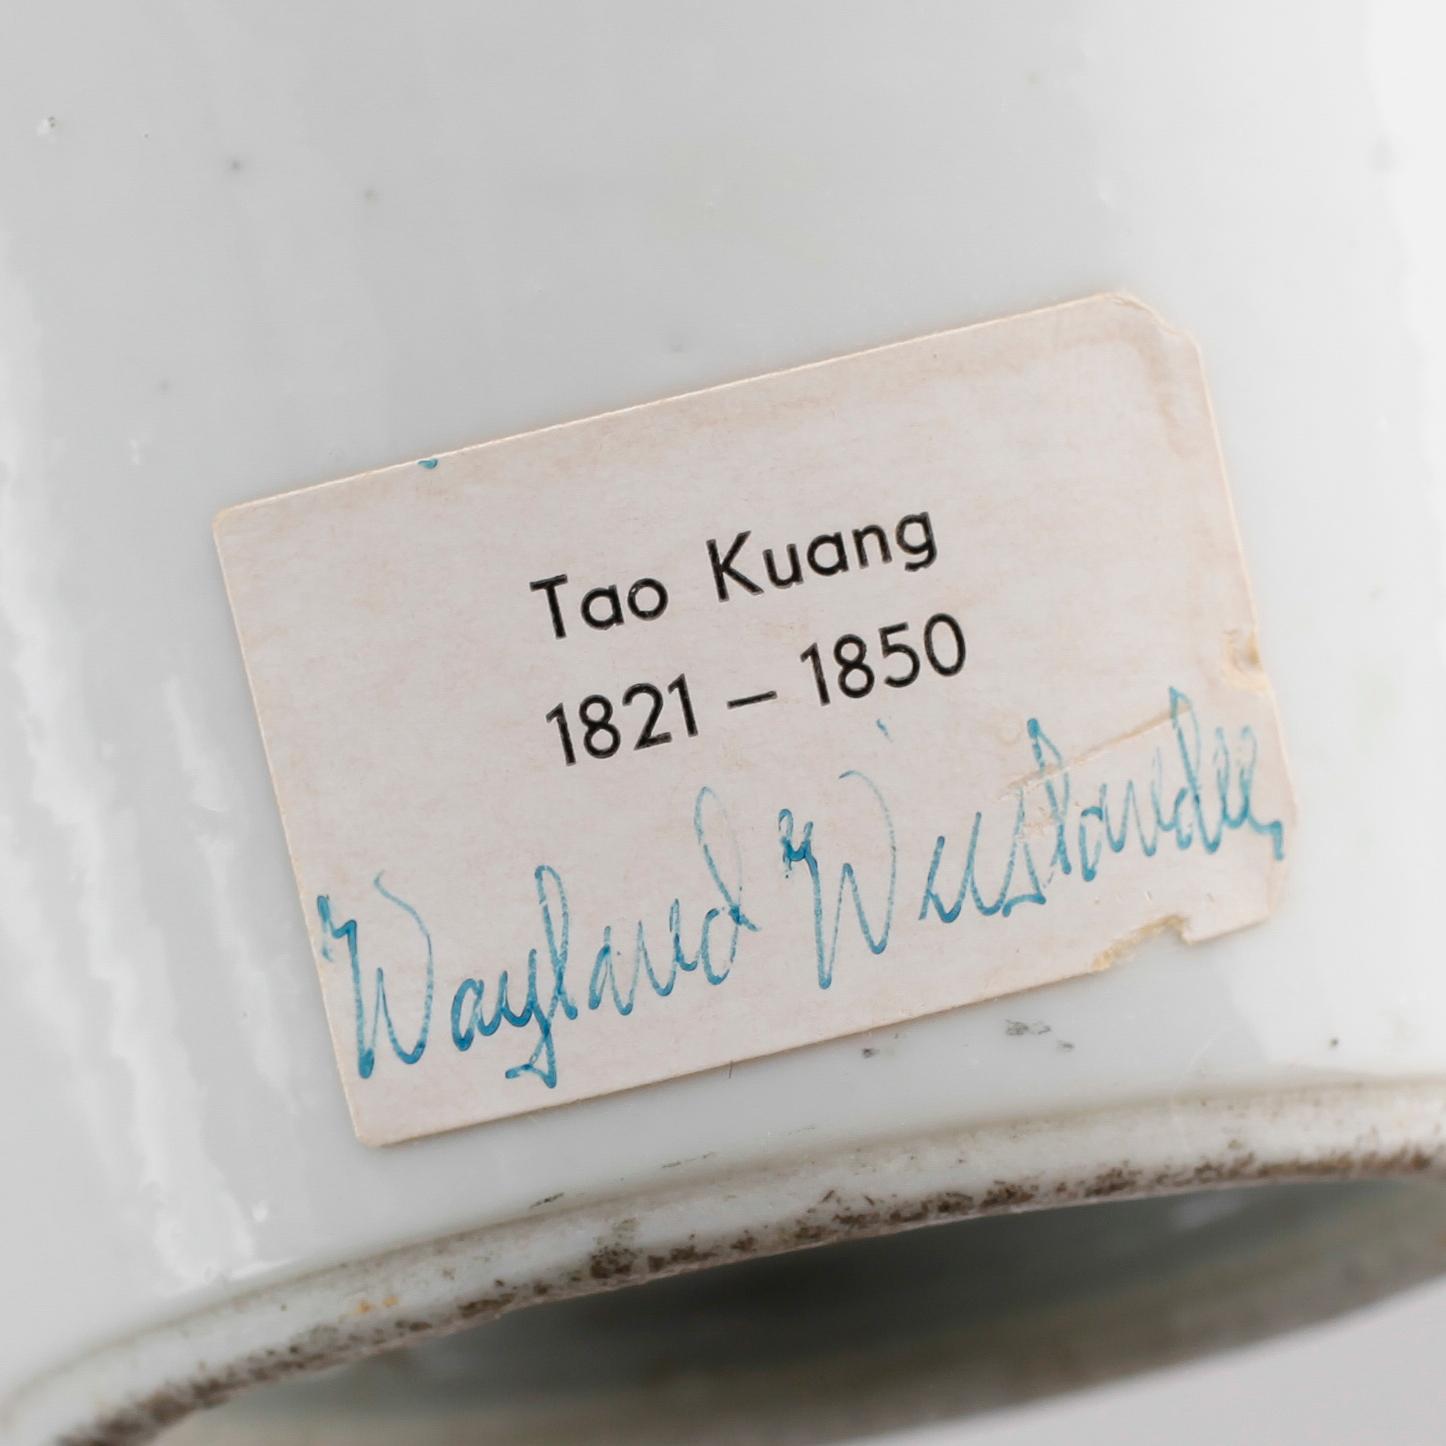 Tao Kuang
1821 – 1850
Wayland